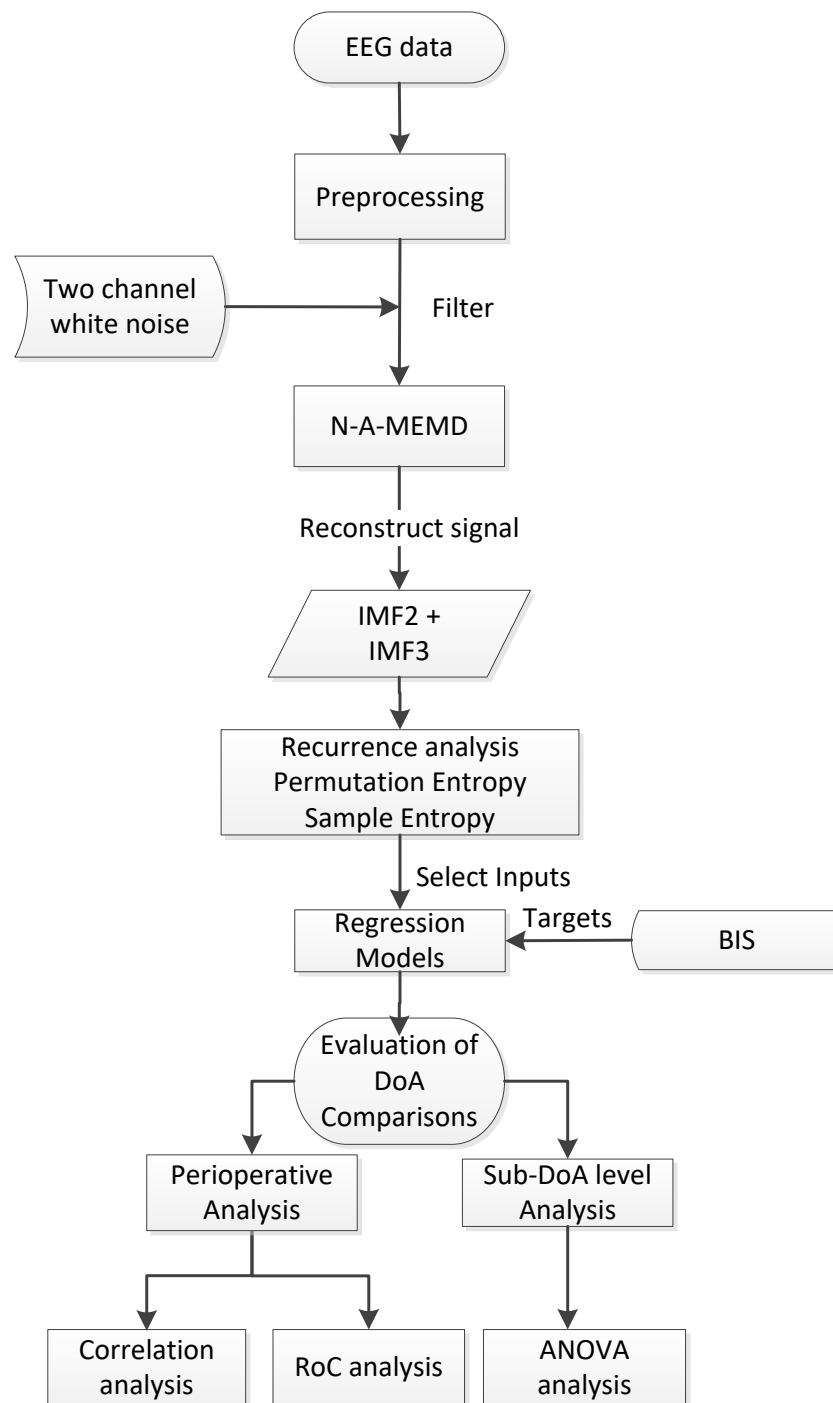 EEG data
Preprocessing
Two channel
white noise
Filter
N-A-MEMD
Reconstruct signal
IMF2 +
IMF3
Recurrence analysis
Permutation Entropy
Sample Entropy
Select Inputs
Regression
Models
Targets
BIS
Evaluation of
DoA
Comparisons
Perioperative
Analysis
Sub-DoA level
Analysis
Correlation
analysis
RoC analysis
ANOVA
analysis